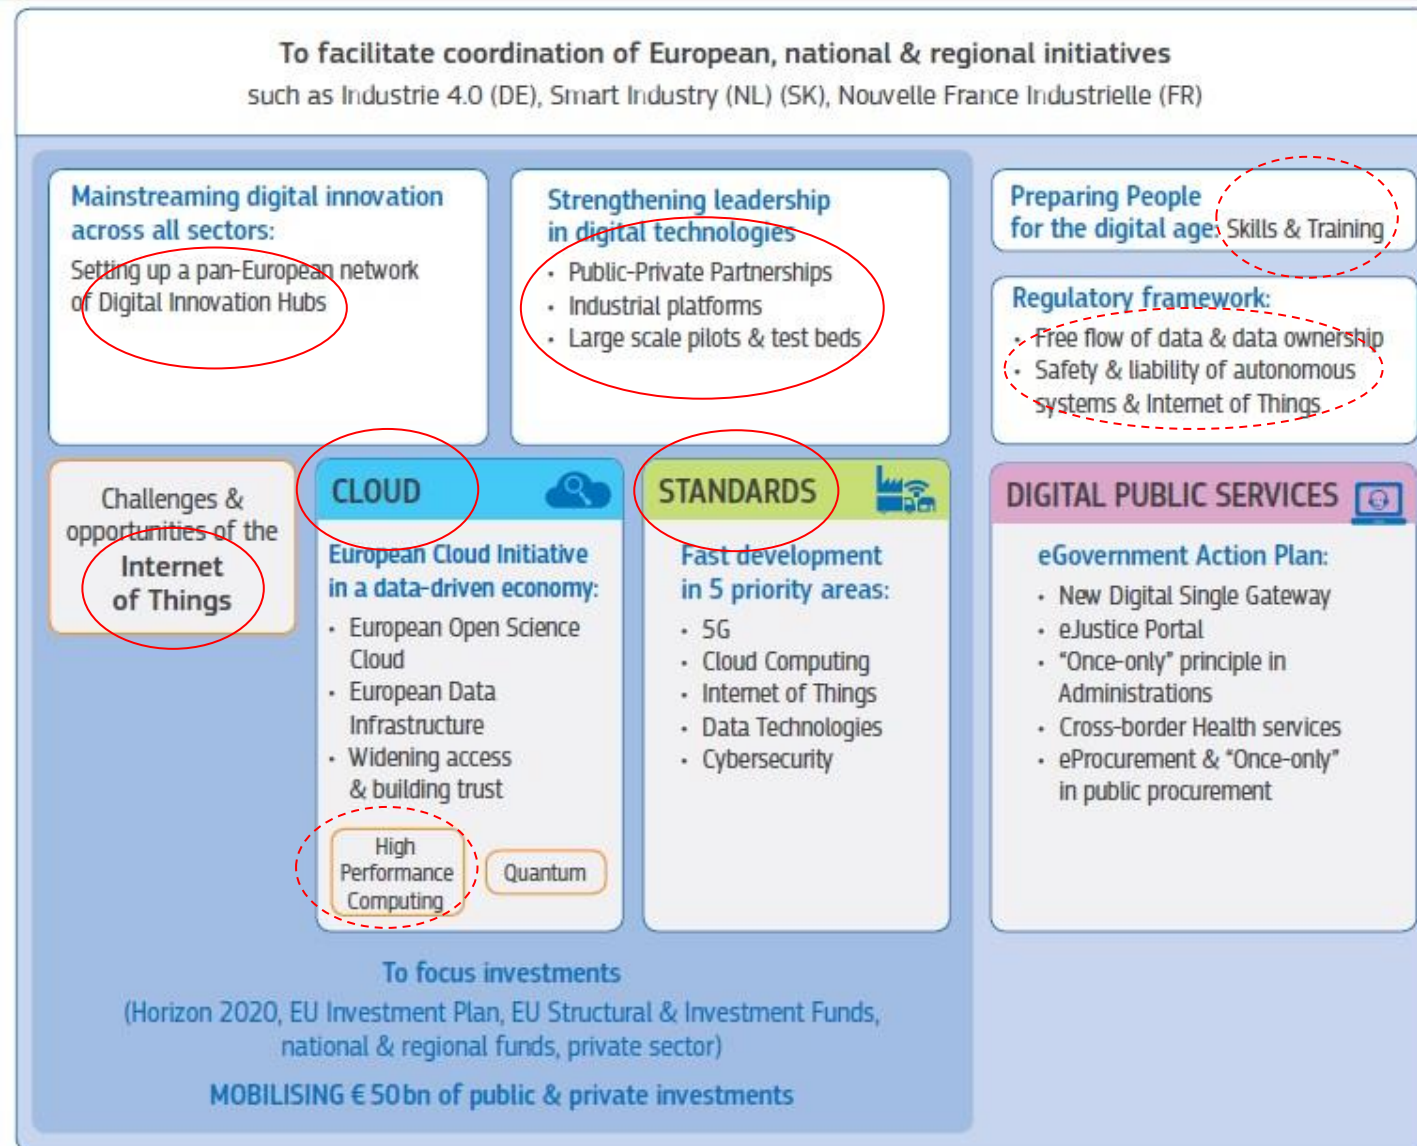 To facilitate coordination of European, national & regional initiatives
such as Industrie 4.0 (DE), Smart Industry (NL) (SK), Nouvelle France Industrielle (FR)
Mainstreaming digital innovation
across all sectors:
Setting up a pan-European network
of Digital Innovation Hubs
Strengthening leadership
in digital technologies
· Public-Private Partnerships
· Industrial platforms
· Large scale pilots & test beds
Preparing People
for the digital age: Skills & Training
Regulatory framework:
· Free flow of data & data ownership
· Safety & liability of autonomous
systems & Internet of Things
Challenges &
opportunities of the
Internet
of Things
CLOUD
European Cloud Initiative
in a data-driven economy:
· European Open Science
Cloud
· European Data
Infrastructure
· Widening access
& building trust
High
Performance
Computing
Quantum
STANDARDS
Fast development
in 5 priority areas:
· 5G
· Cloud Computing
· Internet of Things
· Data Technologies
· Cybersecurity
DIGITAL PUBLIC SERVICES
eGovernment Action Plan:
· New Digital Single Gateway
· eJustice Portal
· “Once-only” principle in
Administrations
· Cross-border Health services
· eProcurement & “Once-only”
in public procurement
To focus investments
(Horizon 2020, EU Investment Plan, EU Structural & Investment Funds,
national & regional funds, private sector)
MOBILISING € 50bn of public & private investments